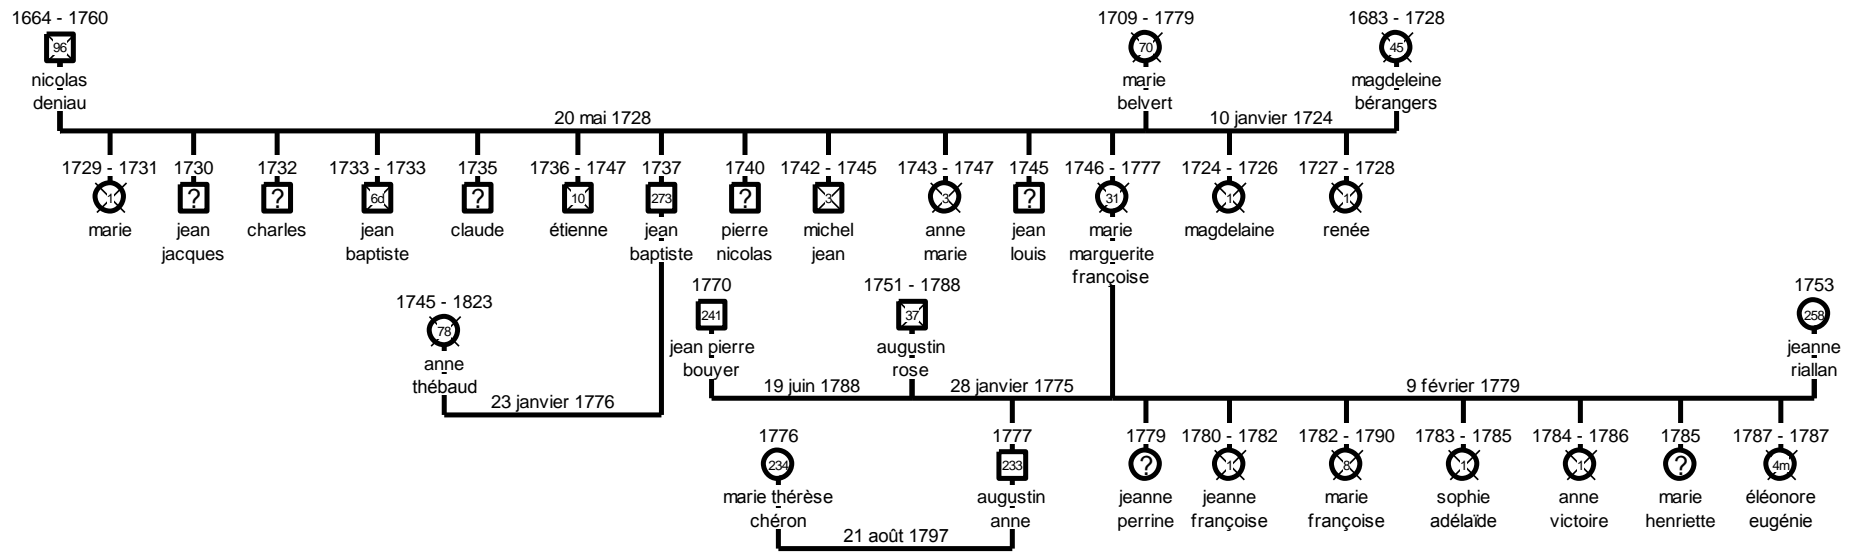 1664 - 1760
96
nicolas
deniau
1709 - 1779
70
marie
belvert
1683 - 1728
45
magdeleine
bérangers
20 mai 1728
10 janvier 1724
1729 - 1731
1
marie
1730
?
jean
jacques
1732
?
charles
1733 - 1733
6d
jean
baptiste
1735
?
claude
1736 - 1747
10
étienne
1737
273
jean
baptiste
1740
?
pierre
nicolas
1742 - 1745
3
michel
jean
1743 - 1747
3
anne
marie
1745
?
jean
louis
1746 - 1777
31
marie
marguerite
françoise
1724 - 1726
1
magdelaine
1727 - 1728
1
renée
1745 - 1823
78
anne
thébaud
23 janvier 1776
1770
241
jean pierre
bouyer
1751 - 1788
37
augustin
rose
1753
258
jeanne
riallan
19 juin 1788
28 janvier 1775
9 février 1779
1776
234
marie thérèse
chéron
1777
233
augustin
anne
21 août 1797
1779
?
jeanne
perrine
1780 - 1782
1
jeanne
françoise
1782 - 1790
8
marie
françoise
1783 - 1785
1
sophie
adélaïde
1784 - 1786
1
anne
victoire
1785
?
marie
henriette
1787 - 1787
4m
éléonore
eugénie